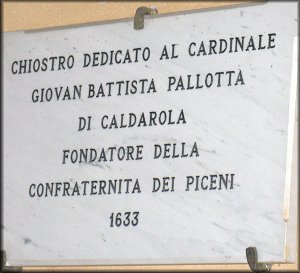 CHIOSTRO DEDICATO AL CARDINALE
GIOVAN BATTISTA PALLOTTA
DI CALDAROLA
FONDATORE DELLA
CONFRATERNITA DEI PICENI
1633